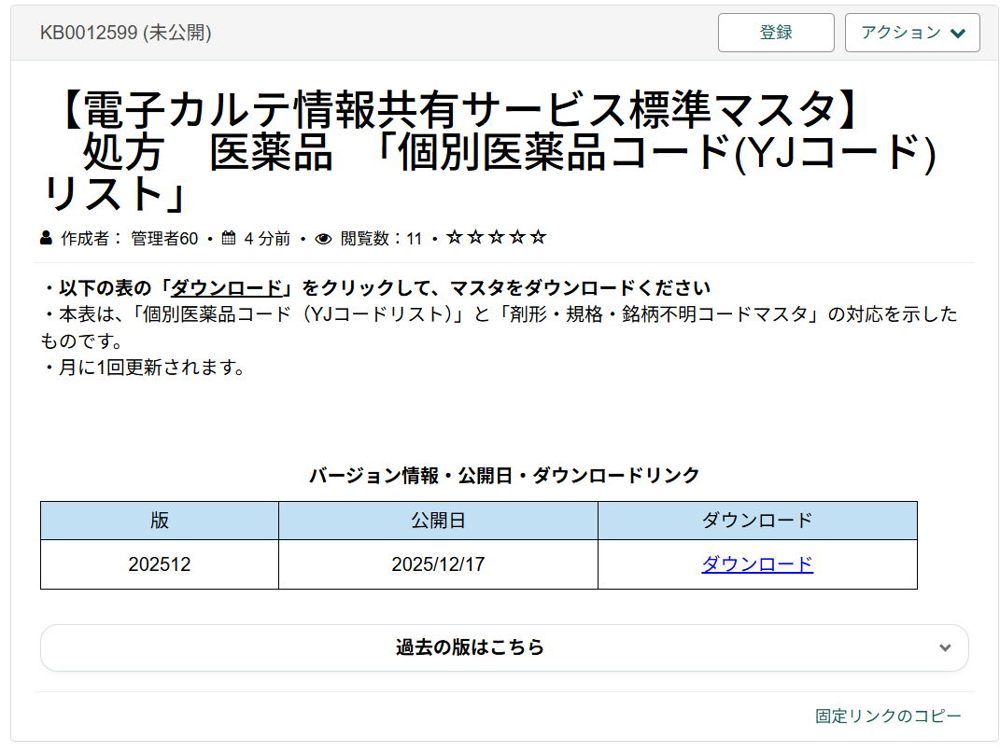 KB0012599 (未公開)
登録
アクション
【電子カルテ情報共有サービス標準マスタ】
　処方　医薬品　「個別医薬品コード(YJコード)
リスト」
作成者： 管理者60 ・ 4 分前 ・ 閲覧数：11 ・ ☆☆☆☆☆
・以下の表の「ダウンロード」をクリックして、マスタをダウンロードください
・本表は、「個別医薬品コード（YJコードリスト）」と「剤形・規格・銘柄不明コードマスタ」の対応を示した
ものです。
・月に1回更新されます。
バージョン情報・公開日・ダウンロードリンク
版 公開日 ダウンロード
202512 2025/12/17 ダウンロード
過去の版はこちら
固定リンクのコピー